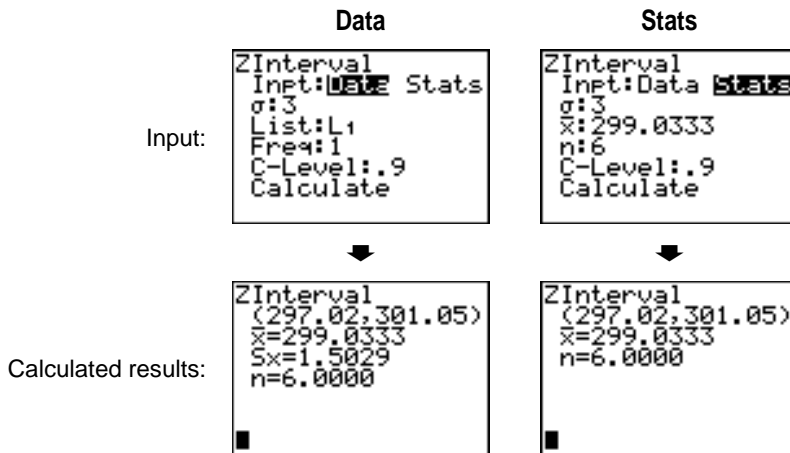 Data
Stats
Input:
ZInterval
Inpt:Data Stats
σ:3
List:L1
Freq:1
C-Level:.9
Calculate
ZInterval
Inpt:Data Stats
σ:3
x̄:299.0333
n:6
C-Level:.9
Calculate
Calculated results:
ZInterval
(297.02,301.05)
x̄=299.0333
Sx=1.5029
n=6.0000
ZInterval
(297.02,301.05)
x̄=299.0333
n=6.0000